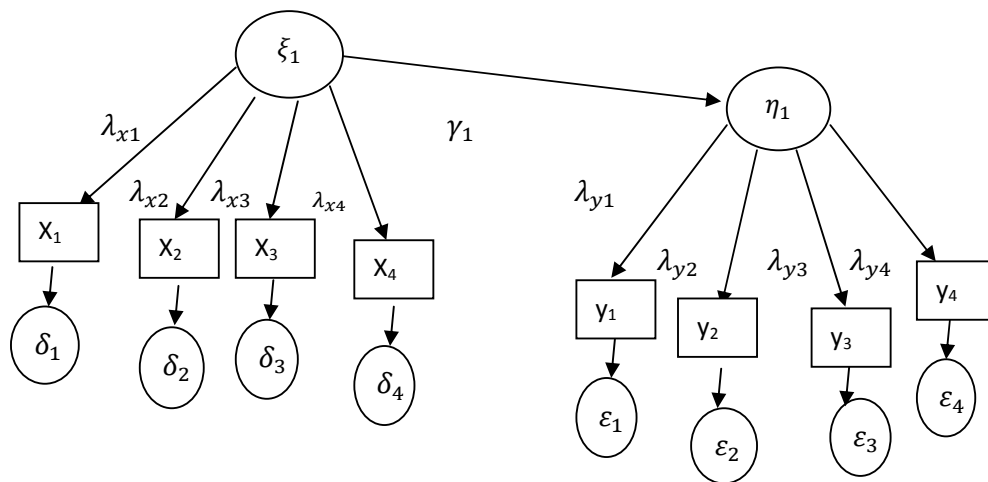 ξ₁
η₁
λₓ₁
γ₁
λₓ₂
λₓ₃
λₓ₄
λy₁
X₁
X₂
X₃
X₄
λy₂
λy₃
λy₄
y₁
y₂
y₃
y₄
δ₁
δ₂
δ₃
δ₄
ε₁
ε₂
ε₃
ε₄